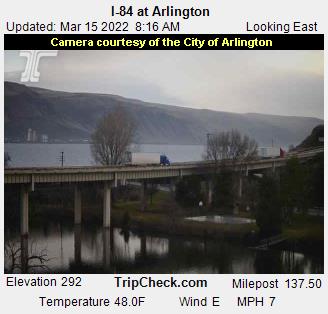 I-84 at Arlington
Updated: Mar 15 2022 8:16 AM Looking East
Camera courtesy of the City of Arlington
Elevation 292 TripCheck.com Milepost 137.50
Temperature 48.0F Wind E MPH 7